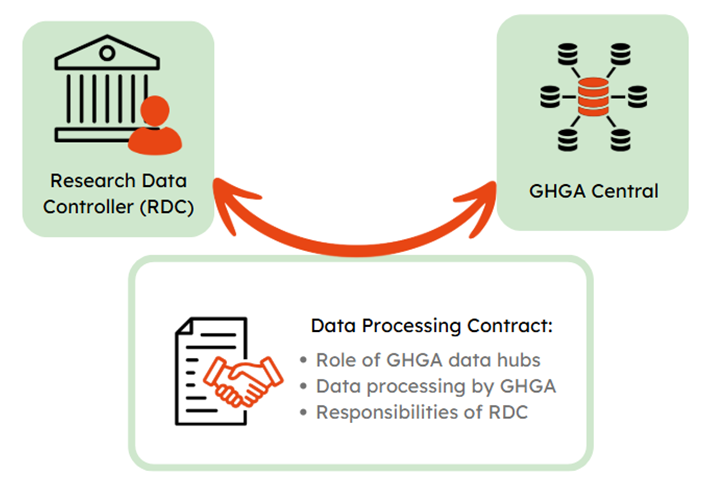 Research Data
Controller (RDC)
GHGA Central
Data Processing Contract:
• Role of GHGA data hubs
• Data processing by GHGA
• Responsibilities of RDC